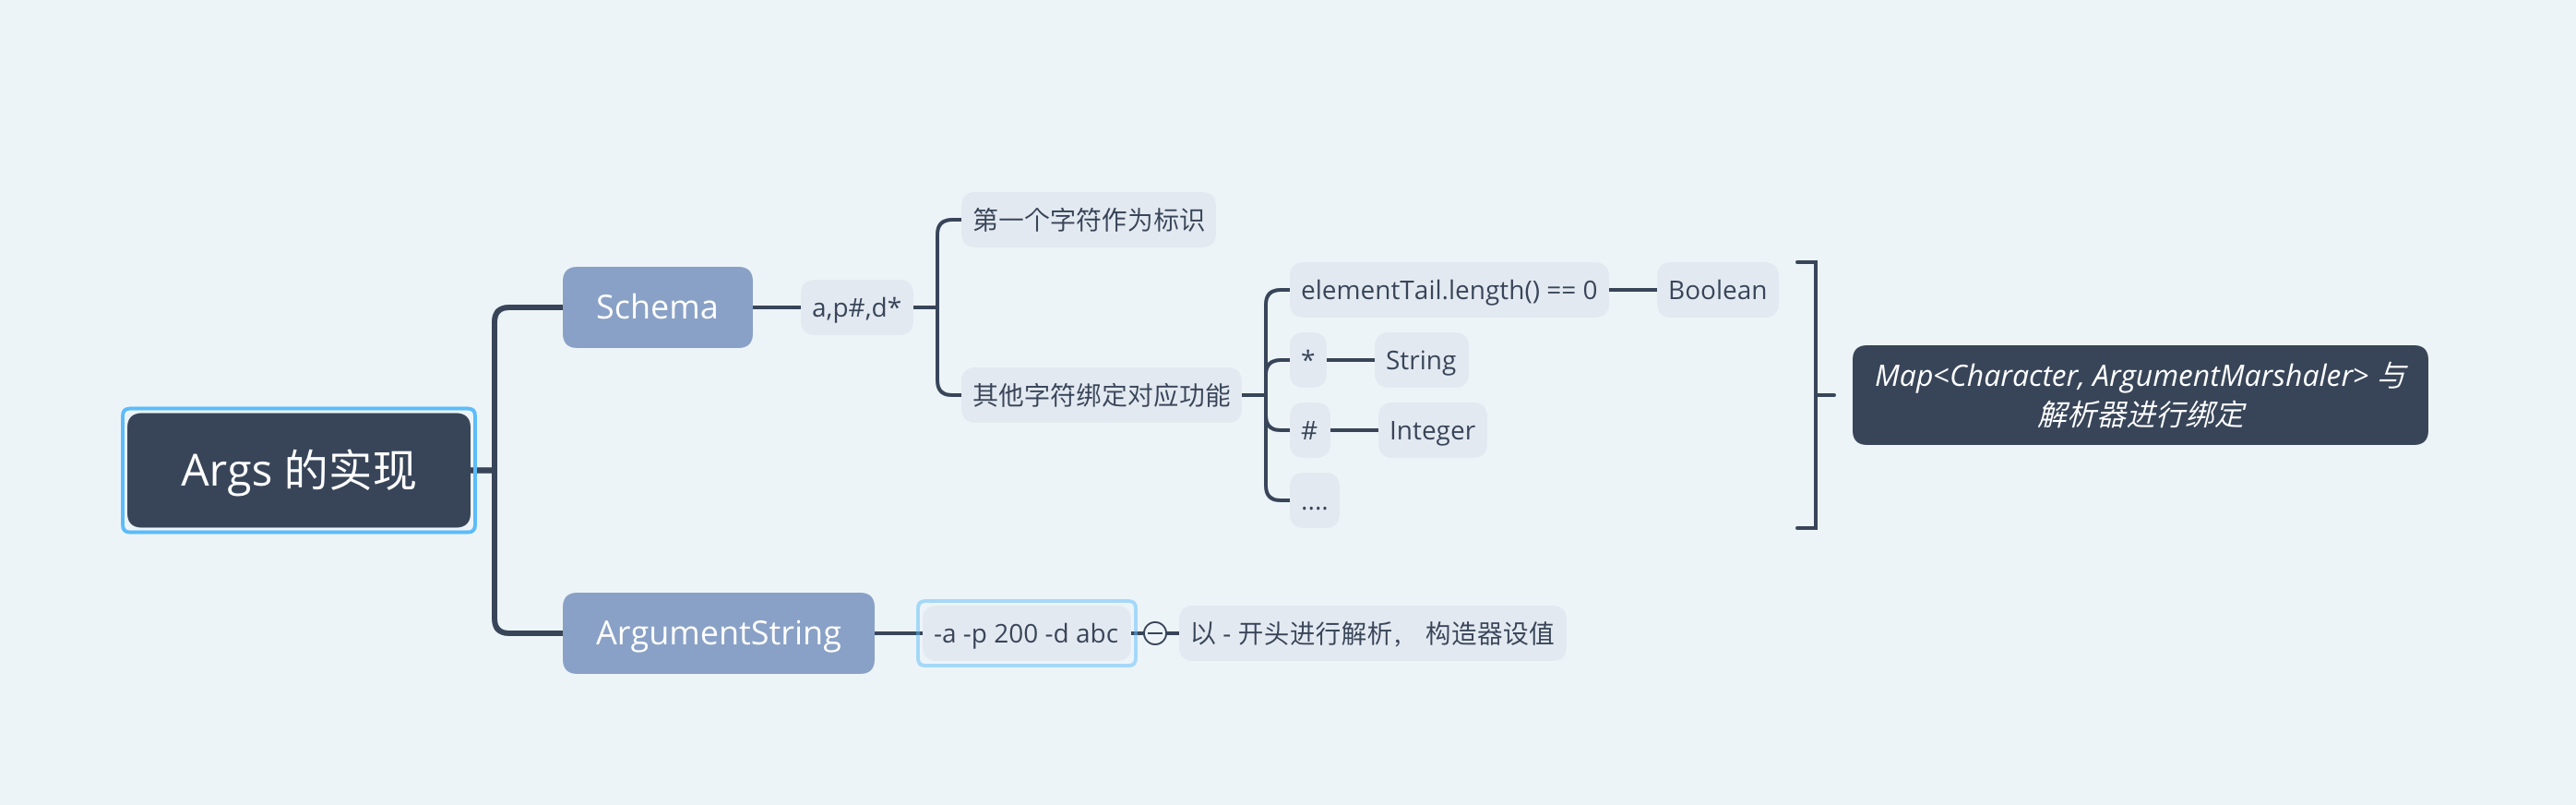 Args 的实现
Schema
a,p#,d*
第一个字符作为标识
其他字符绑定对应功能
elementTail.length() == 0
Boolean
*
String
#
Integer
....
Map<Character, ArgumentMarshaler> 与
解析器进行绑定
ArgumentString
-a -p 200 -d abc
以 - 开头进行解析， 构造器设值